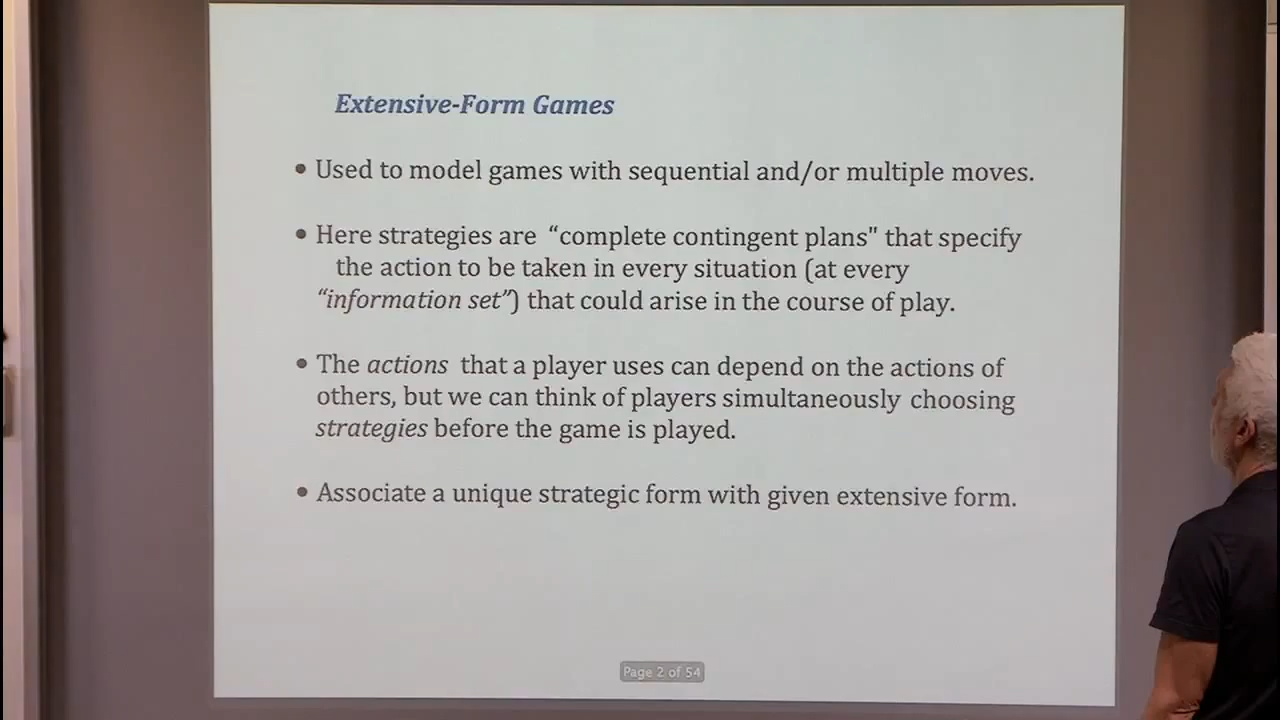 Extensive-Form Games
• Used to model games with sequential and/or multiple moves.
• Here strategies are “complete contingent plans" that specify
the action to be taken in every situation (at every
“information set”) that could arise in the course of play.
• The actions that a player uses can depend on the actions of
others, but we can think of players simultaneously choosing
strategies before the game is played.
• Associate a unique strategic form with given extensive form.
Page 2 of 54